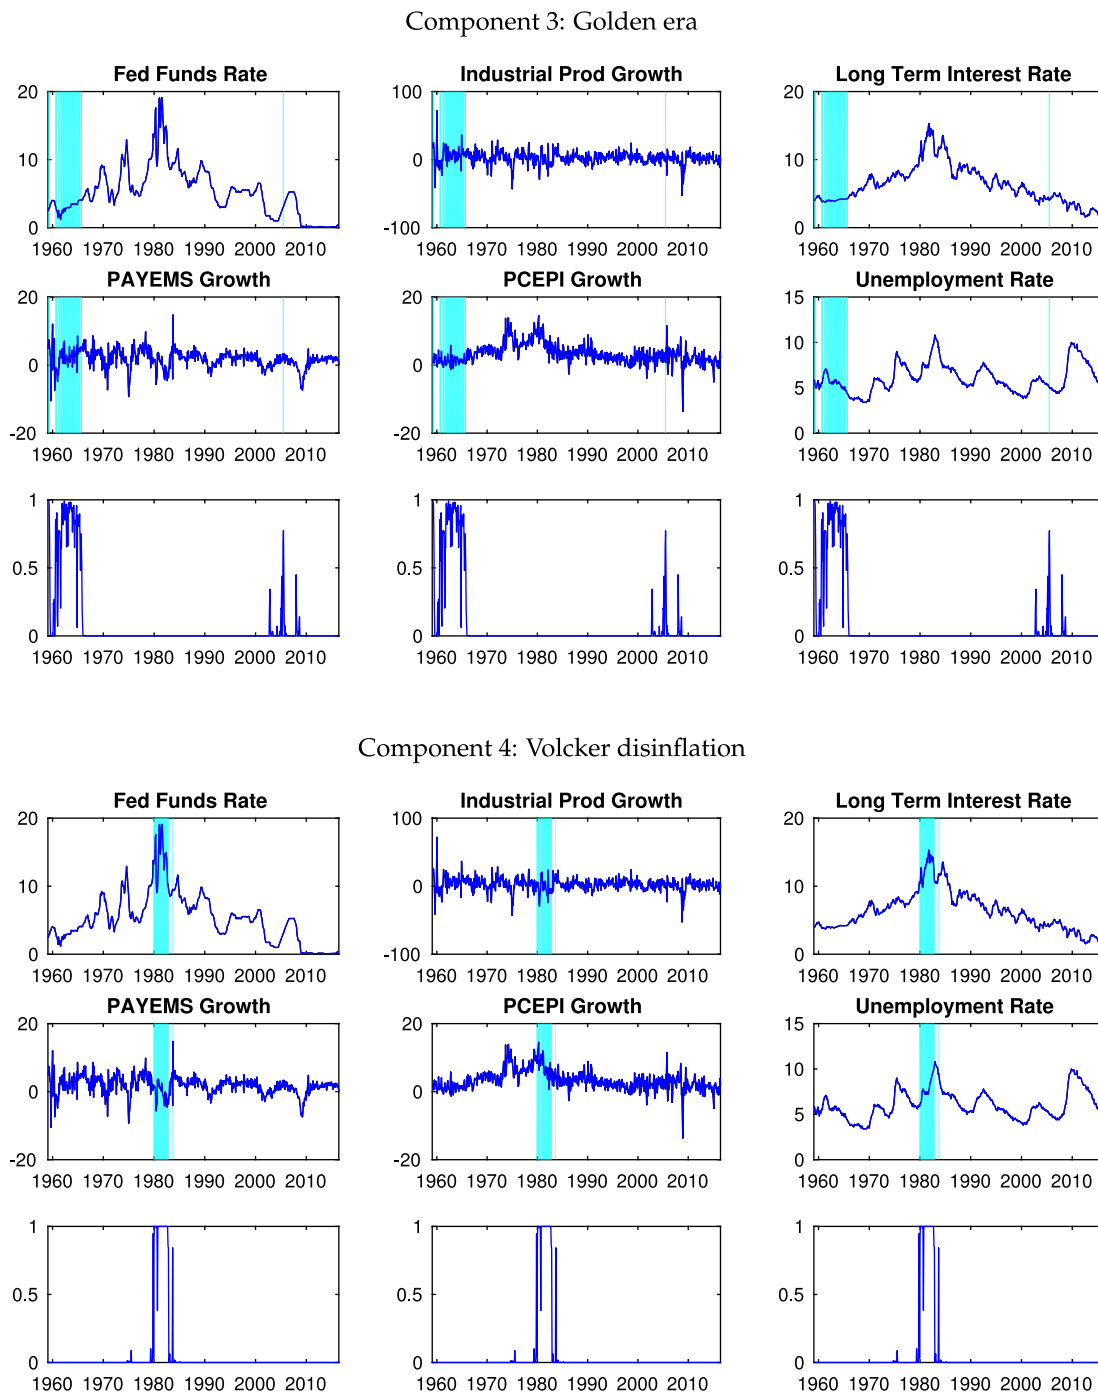 Component 3: Golden era
Fed Funds Rate
Industrial Prod Growth
Long Term Interest Rate
20
10
0
100
0
-100
20
10
0
1960 1970 1980 1990 2000 2010
1960 1970 1980 1990 2000 2010
1960 1970 1980 1990 2000 2010
PAYEMS Growth
PCEPI Growth
Unemployment Rate
20
0
-20
20
0
-20
15
10
5
0
1960 1970 1980 1990 2000 2010
1960 1970 1980 1990 2000 2010
1960 1970 1980 1990 2000 2010
1
0.5
0
1
0.5
0
1
0.5
0
1960 1970 1980 1990 2000 2010
1960 1970 1980 1990 2000 2010
1960 1970 1980 1990 2000 2010
Component 4: Volcker disinflation
Fed Funds Rate
Industrial Prod Growth
Long Term Interest Rate
20
10
0
100
0
-100
20
10
0
1960 1970 1980 1990 2000 2010
1960 1970 1980 1990 2000 2010
1960 1970 1980 1990 2000 2010
PAYEMS Growth
PCEPI Growth
Unemployment Rate
20
0
-20
20
0
-20
15
10
5
0
1960 1970 1980 1990 2000 2010
1960 1970 1980 1990 2000 2010
1960 1970 1980 1990 2000 2010
1
0.5
0
1
0.5
0
1
0.5
0
1960 1970 1980 1990 2000 2010
1960 1970 1980 1990 2000 2010
1960 1970 1980 1990 2000 2010